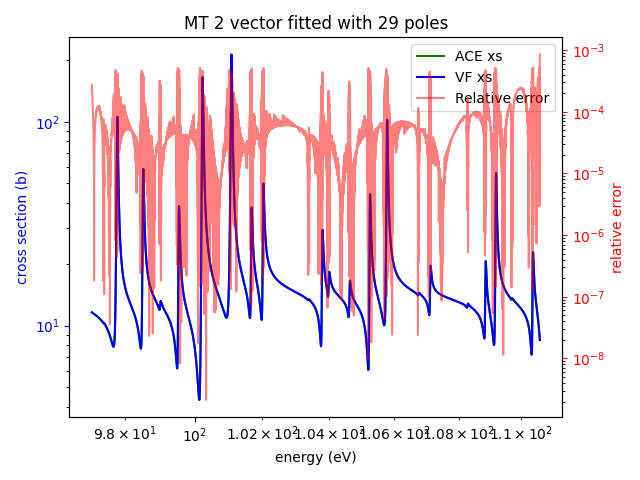 MT 2 vector fitted with 29 poles
ACE xs
VF xs
Relative error
cross section (b)
10²
10¹
relative error
10⁻³
10⁻⁴
10⁻⁵
10⁻⁶
10⁻⁷
10⁻⁸
9.8 × 10¹
10²
1.02 × 10²
1.04 × 10²
1.06 × 10²
1.08 × 10²
1.1 × 10²
energy (eV)